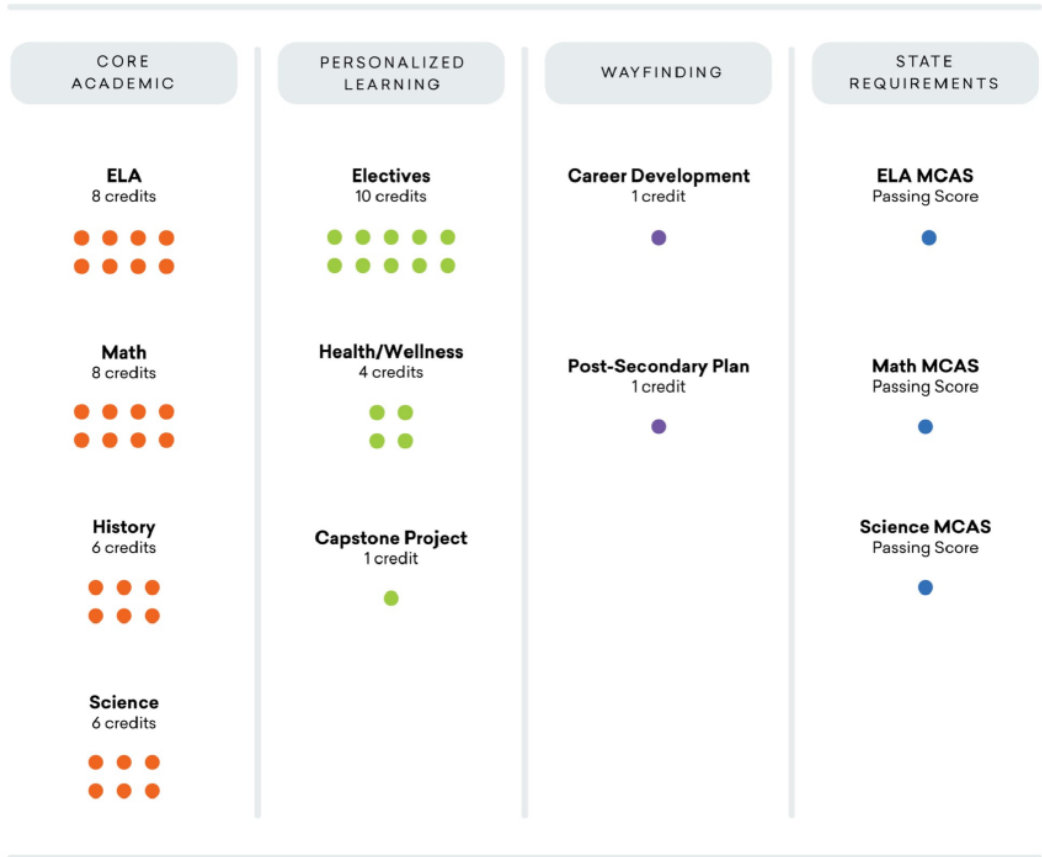 CORE
ACADEMIC
ELA
8 credits
Math
8 credits
History
6 credits
Science
6 credits
PERSONALIZED
LEARNING
Electives
10 credits
Health/Wellness
4 credits
Capstone Project
1 credit
WAYFINDING
Career Development
1 credit
Post-Secondary Plan
1 credit
STATE
REQUIREMENTS
ELA MCAS
Passing Score
Math MCAS
Passing Score
Science MCAS
Passing Score